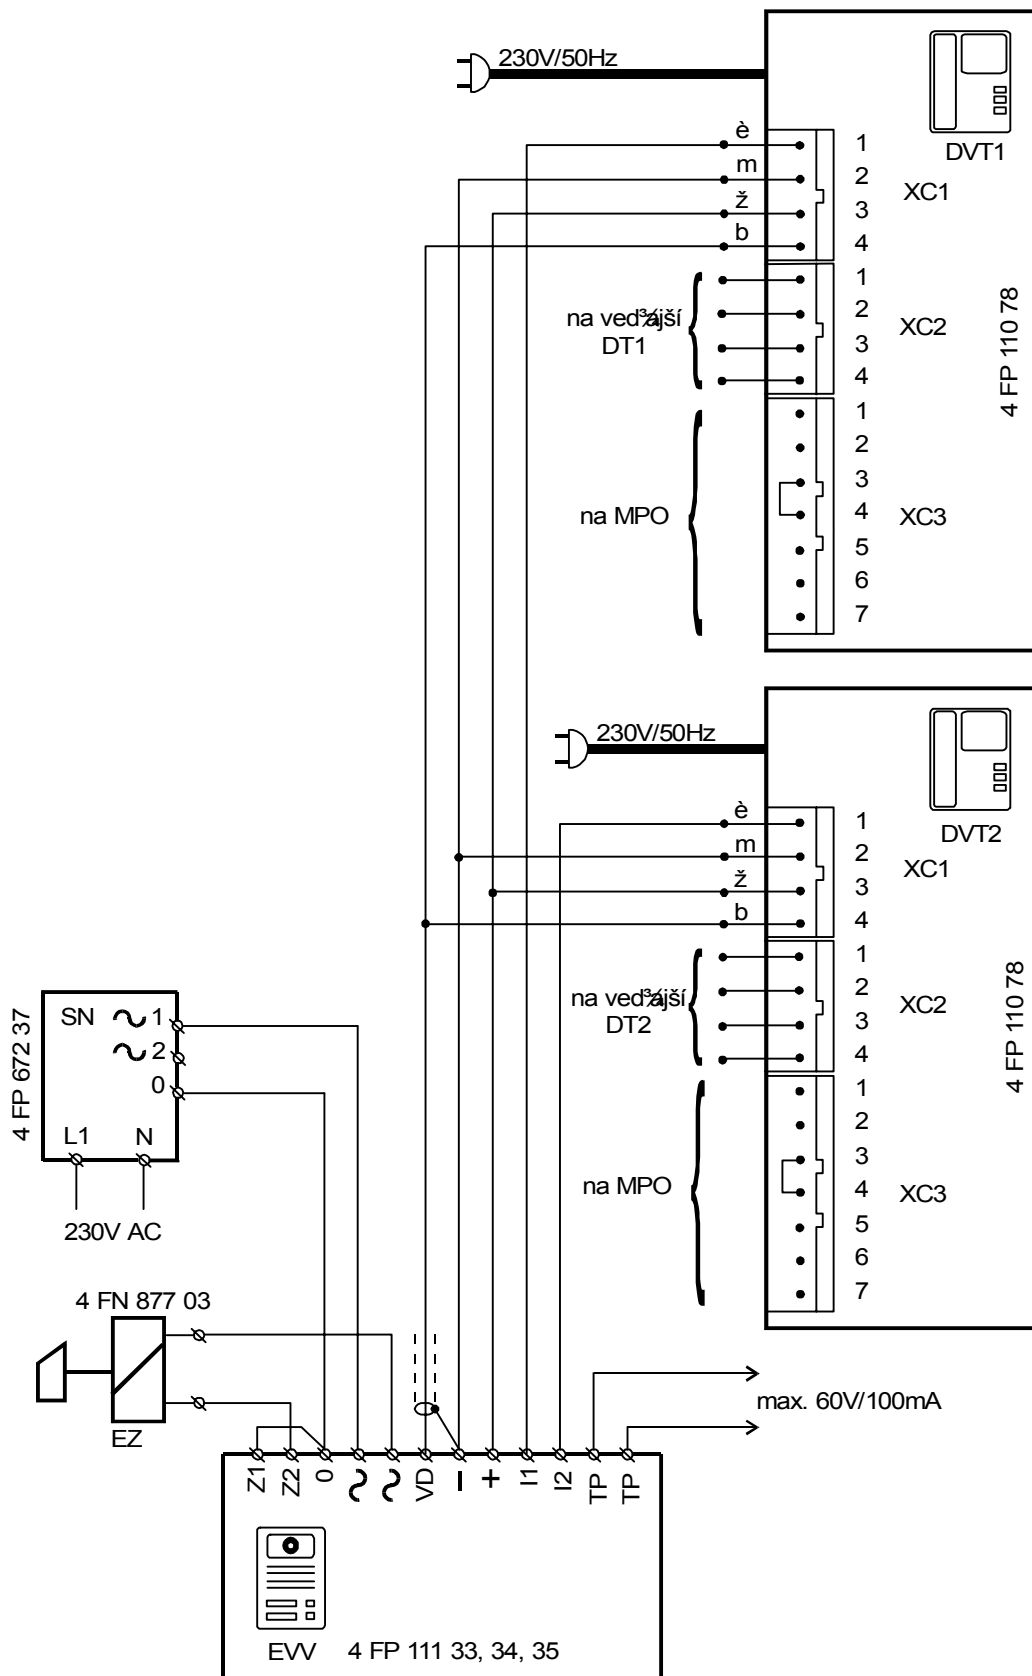 230V/50Hz
DVT1
è
m
ž
b
1
2
3
4
XC1
na
DT1
1
2
3
4
XC2
4 FP 110 78
na MPO
1
2
3
4
5
6
7
XC3
230V/50Hz
DVT2
è
m
ž
b
1
2
3
4
XC1
na
DT2
1
2
3
4
XC2
4 FP 110 78
na MPO
1
2
3
4
5
6
7
XC3
4 FP 672 37
SN 1
2
0
L1 N
230V AC
4 FN 877 03
EZ
max. 60V/100mA
Z1
Z2
0
VD
–
+
I1
I2
TP
TP
EVV 4 FP 111 33, 34, 35